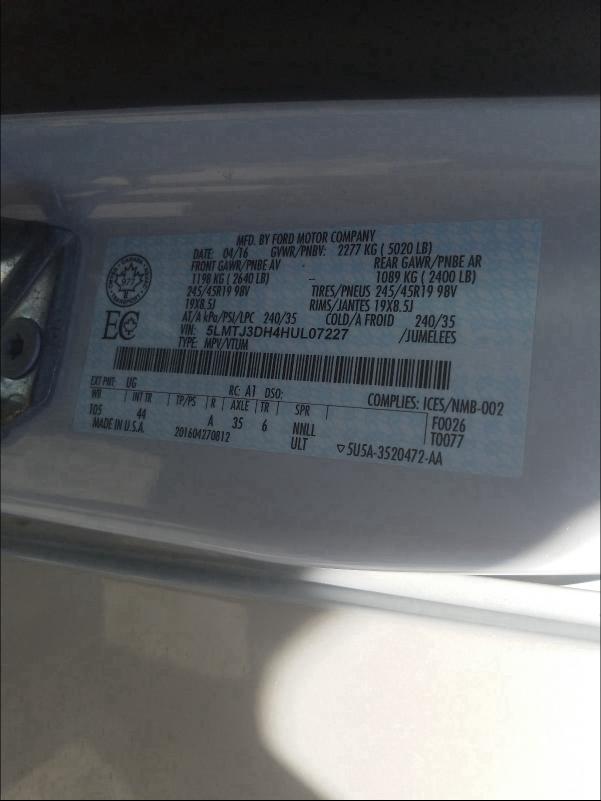 MFD. BY FORD MOTOR COMPANY
DATE: 04/16 GVWR/PNBV: 2277 KG ( 5020 LB)
FRONT GAWR/PNBE AV REAR GAWR/PNBE AR
1198 KG ( 2640 LB) – 1089 KG ( 2400 LB)
245/45R19 98V TIRES/PNEUS 245/45R19 98V
19X8.5J RIMS/JANTES 19X8.5J
AT/A kPa/PSI/LPC 240/35 COLD/A FROID 240/35
VIN: 5LMTJ3DH4HUL07227 /JUMELEES
TYPE: MPV/VTUM
977
EC
EXT PNT: UG RC: A1 DSO: COMPLIES: ICES/NMB-002
WB INT TR TP/PS R AXLE TR SPR F0026
105 44 A 35 6 NNLL T0077
MADE IN U.S.A. 201604270812 ULT ▽5U5A-3520472-AA